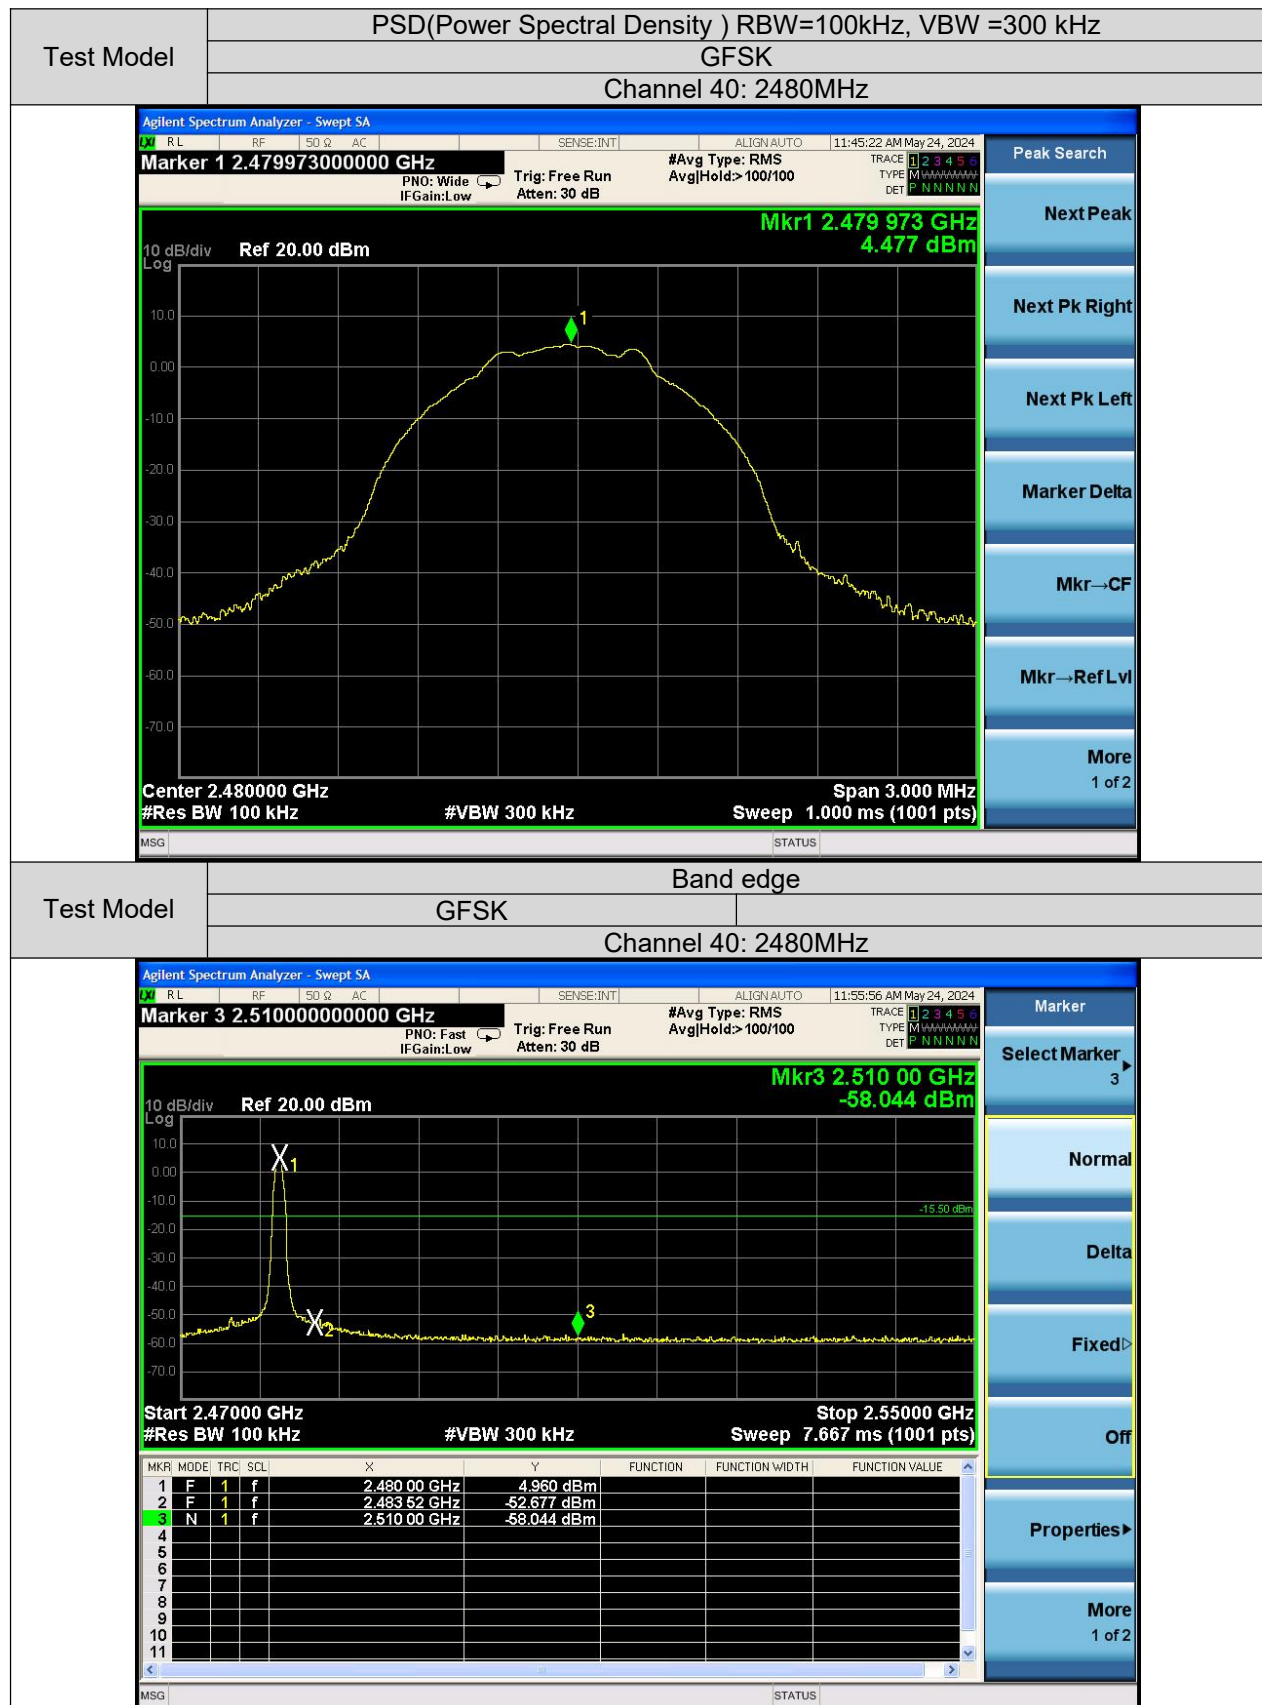 Test Model
PSD(Power Spectral Density ) RBW=100kHz, VBW =300 kHz
GFSK
Channel 40: 2480MHz
Agilent Spectrum Analyzer - Swept SA
LXI RL RF 50 Ω AC SENSE:INT ALIGN AUTO 11:45:22 AM May 24, 2024
Marker 1 2.479973000000 GHz
PNO: Wide
IFGain:Low
Trig: Free Run
Atten: 30 dB
#Avg Type: RMS
Avg|Hold:>100/100
TRACE 1 2 3 4 5 6
TYPE M
DET P N N N N N
Mkr1 2.479 973 GHz
4.477 dBm
10 dB/div
Log
Ref 20.00 dBm
1
10.0
0.00
-10.0
-20.0
-30.0
-40.0
-50.0
-60.0
-70.0
Center 2.480000 GHz
Span 3.000 MHz
#Res BW 100 kHz
#VBW 300 kHz
Sweep 1.000 ms (1001 pts)
MSG
STATUS
Peak Search
Next Peak
Next Pk Right
Next Pk Left
Marker Delta
Mkr→CF
Mkr→Ref Lvl
More
1 of 2
Test Model
Band edge
GFSK
Channel 40: 2480MHz
Agilent Spectrum Analyzer - Swept SA
LXI RL RF 50 Ω AC SENSE:INT ALIGN AUTO 11:55:56 AM May 24, 2024
Marker 3 2.510000000000 GHz
PNO: Fast
IFGain:Low
Trig: Free Run
Atten: 30 dB
#Avg Type: RMS
Avg|Hold:>100/100
TRACE 1 2 3 4 5 6
TYPE M
DET P N N N N N
Mkr3 2.510 00 GHz
-58.044 dBm
10 dB/div
Log
Ref 20.00 dBm
10.0
0.00
-10.0
-20.0
-30.0
-40.0
-50.0
-60.0
-70.0
1
-15.50 dBm
2
3
Start 2.47000 GHz
Stop 2.55000 GHz
#Res BW 100 kHz
#VBW 300 kHz
Sweep 7.667 ms (1001 pts)
MKR MODE TRC SCL X Y FUNCTION FUNCTION WIDTH FUNCTION VALUE
1 F 1 f 2.480 00 GHz 4.960 dBm
2 F 1 f 2.483 52 GHz -52.677 dBm
3 N 1 f 2.510 00 GHz -58.044 dBm
4
5
6
7
8
9
10
11
MSG
STATUS
Marker
Select Marker
3
Normal
Delta
Fixed
Off
Properties
More
1 of 2